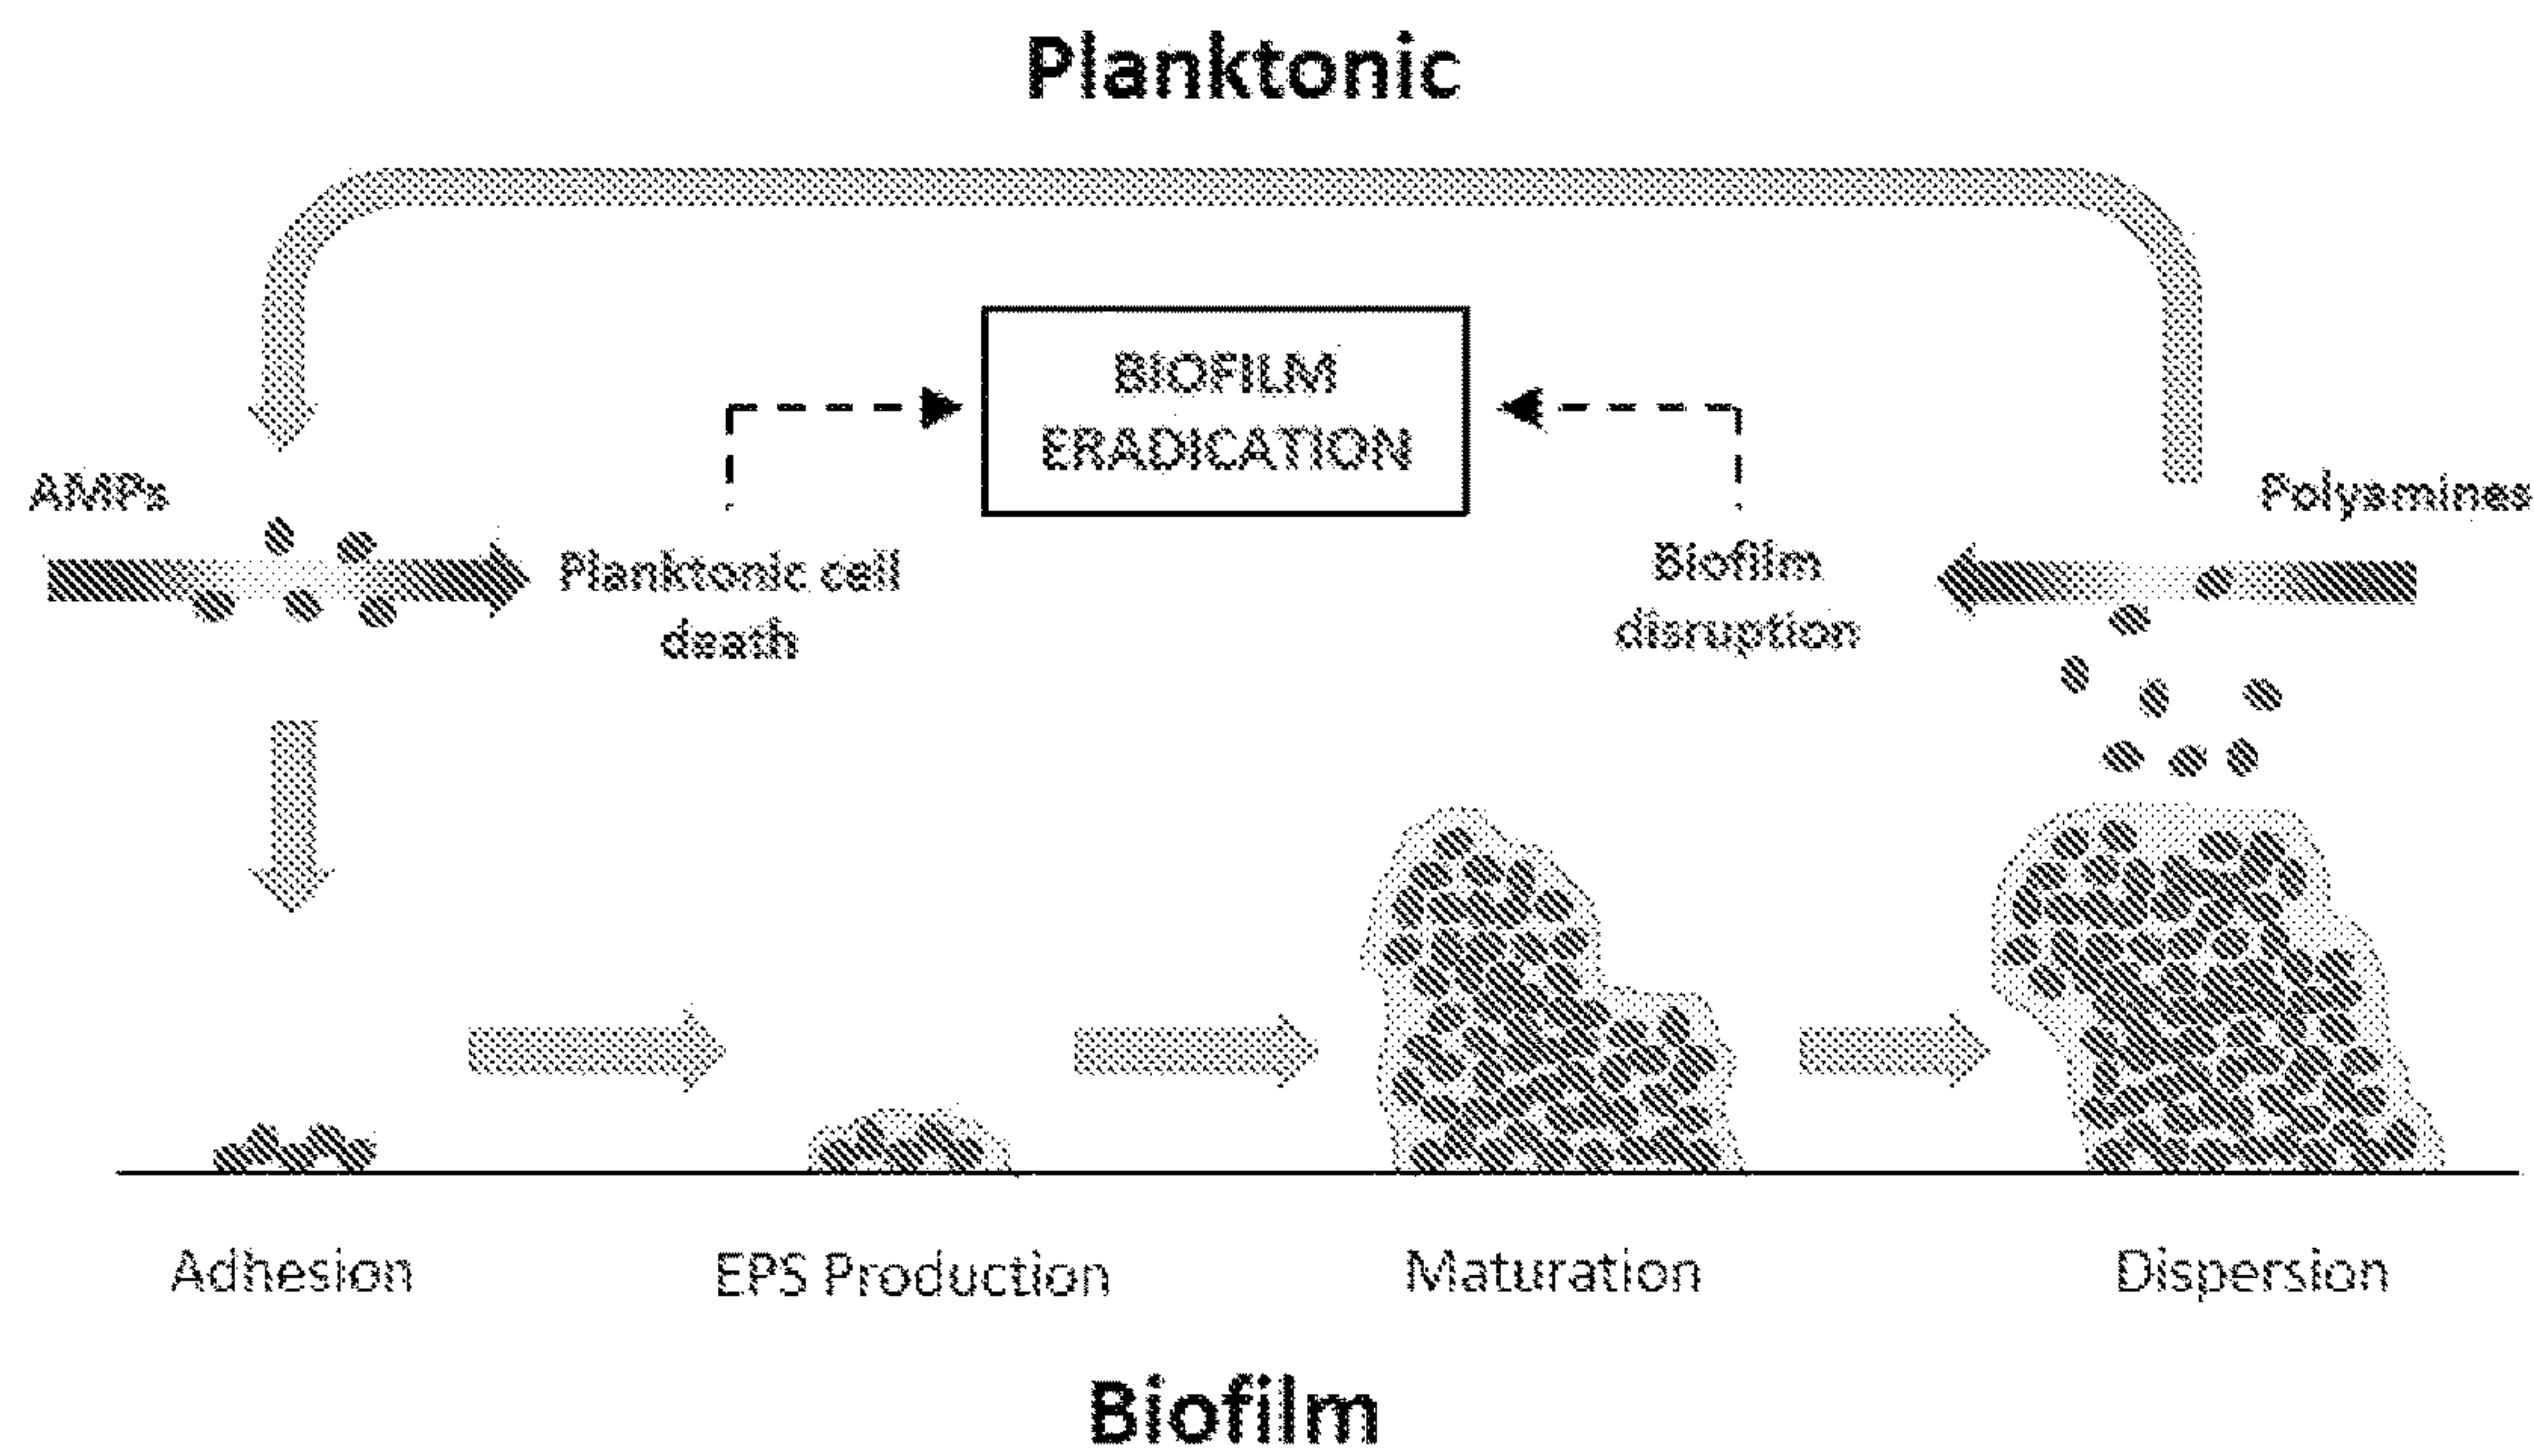 Planktonic
BIOFILM
ERADICATION
AMPs
Polyamines
Planktonic cell
death
Biofilm
disruption
Adhesion
EPS Production
Maturation
Dispersion
Biofilm